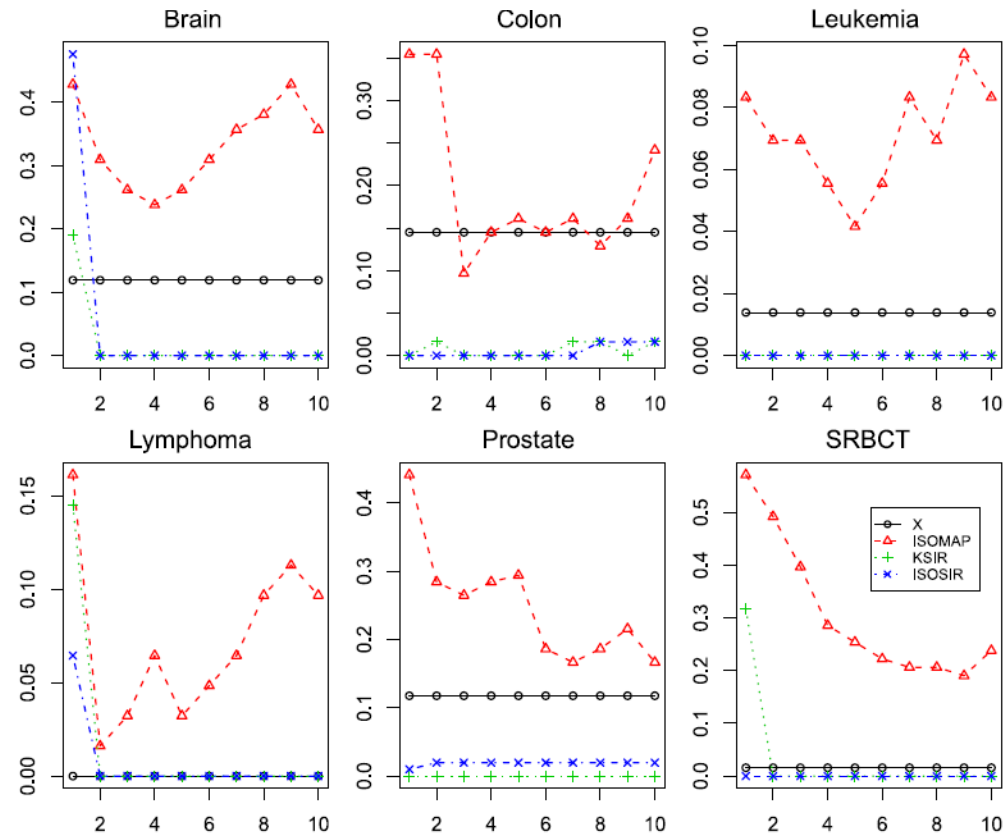 Brain
0.0 0.1 0.2 0.3 0.4
2 4 6 8 10
Colon
0.00 0.10 0.20 0.30
2 4 6 8 10
Leukemia
0.00 0.02 0.04 0.06 0.08 0.10
2 4 6 8 10
Lymphoma
0.00 0.05 0.10 0.15
2 4 6 8 10
Prostate
0.0 0.1 0.2 0.3 0.4
2 4 6 8 10
SRBCT
0.0 0.1 0.2 0.3 0.4 0.5
X
ISOMAP
KSIR
ISOSIR
2 4 6 8 10